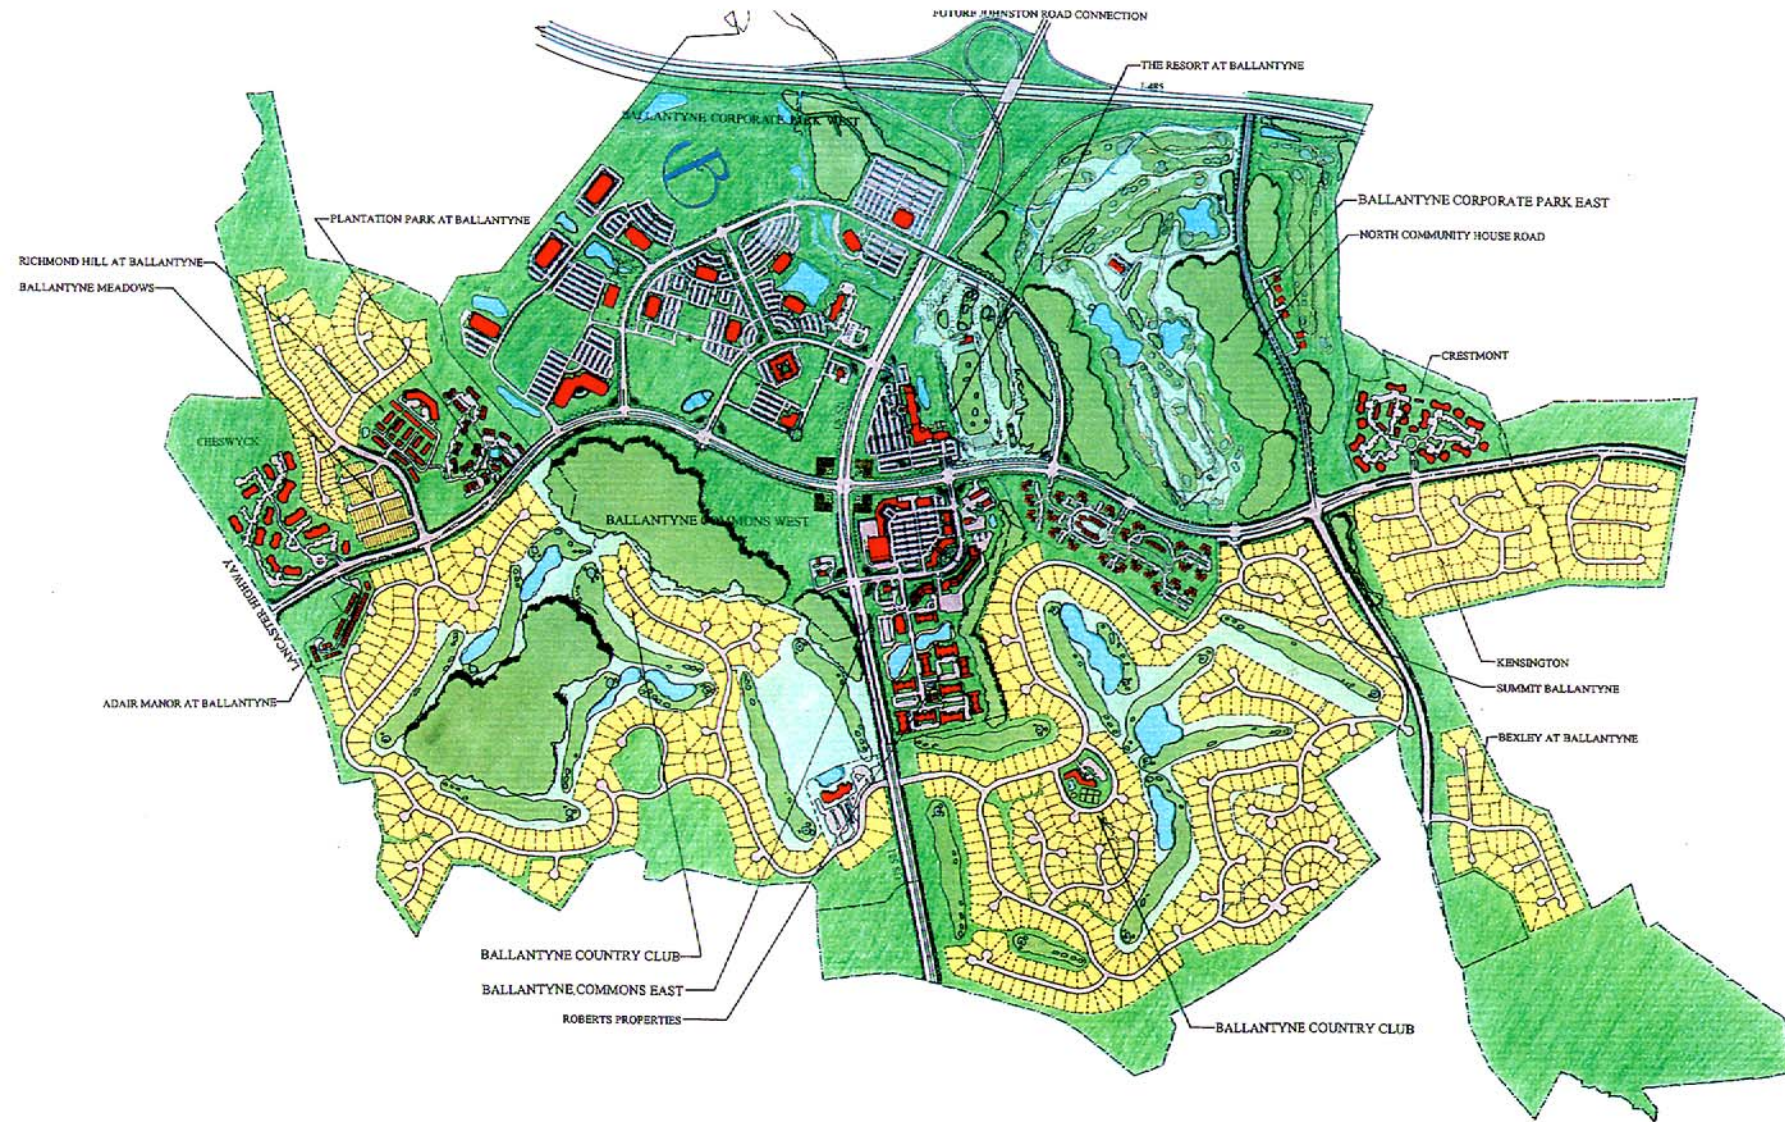 FUTURE JOHNSTON ROAD CONNECTION
THE RESORT AT BALLANTYNE
I-485
BALLANTYNE CORPORATE PARK WEST
BALLANTYNE CORPORATE PARK EAST
PLANTATION PARK AT BALLANTYNE
NORTH COMMUNITY HOUSE ROAD
RICHMOND HILL AT BALLANTYNE
BALLANTYNE MEADOWS
CRESTMONT
CHESWYCK
BALLANTYNE COMMONS WEST
LANCASTER HIGHWAY
KENSINGTON
SUMMIT BALLANTYNE
ADAIR MANOR AT BALLANTYNE
BEXLEY AT BALLANTYNE
BALLANTYNE COUNTRY CLUB
BALLANTYNE COMMONS EAST
ROBERTS PROPERTIES
BALLANTYNE COUNTRY CLUB